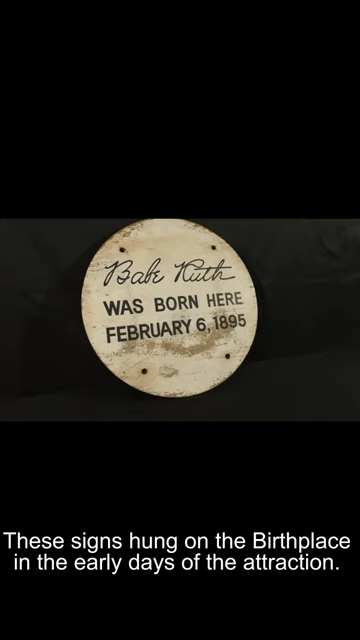 Babe Ruth
WAS BORN HERE
FEBRUARY 6, 1895
These signs hung on the Birthplace
in the early days of the attraction.